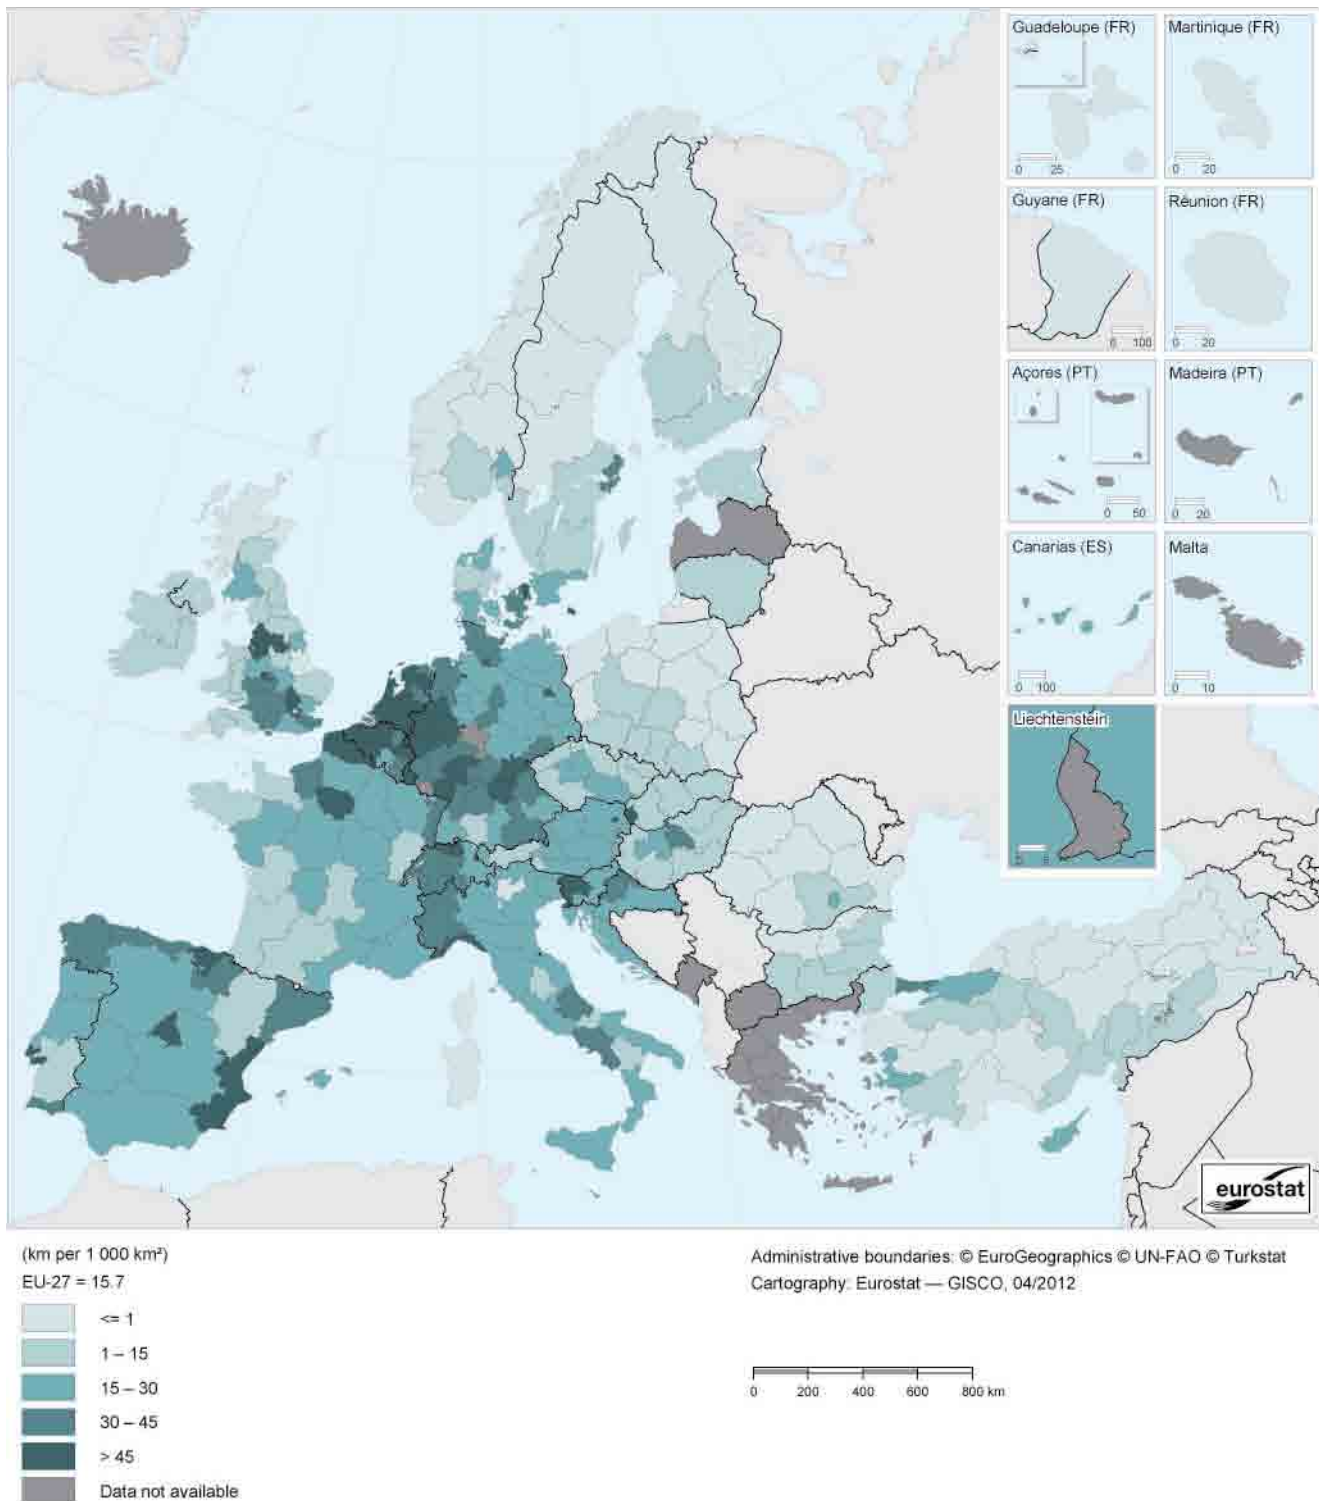 Guadeloupe (FR)
0 25
Martinique (FR)
0 20
Guyane (FR)
0 100
Réunion (FR)
0 20
Açores (PT)
0 50
Madeira (PT)
0 20
Canarias (ES)
0 100
Malta
0 10
Liechtenstein
eurostat
(km per 1 000 km²)
EU-27 = 15.7
<= 1
1 – 15
15 – 30
30 – 45
> 45
Data not available
Administrative boundaries: © EuroGeographics © UN-FAO © Turkstat
Cartography: Eurostat — GISCO, 04/2012
0 200 400 600 800 km